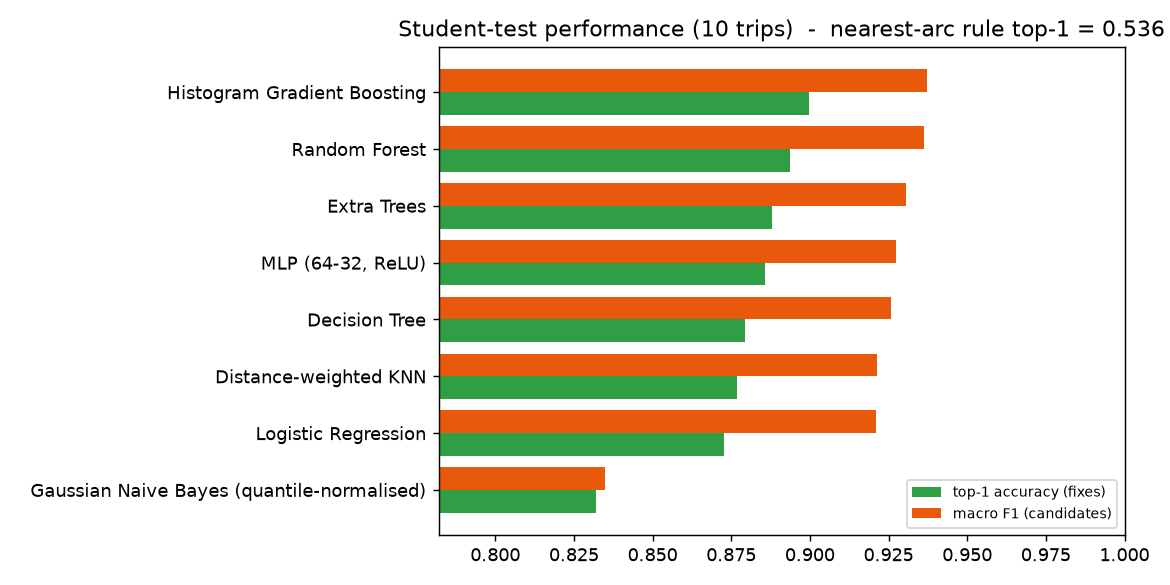 Student-test performance (10 trips)  -  nearest-arc rule top-1 = 0.536
Histogram Gradient Boosting
Random Forest
Extra Trees
MLP (64-32, ReLU)
Decision Tree
Distance-weighted KNN
Logistic Regression
Gaussian Naive Bayes (quantile-normalised)
top-1 accuracy (fixes)
macro F1 (candidates)
0.800 0.825 0.850 0.875 0.900 0.925 0.950 0.975 1.000